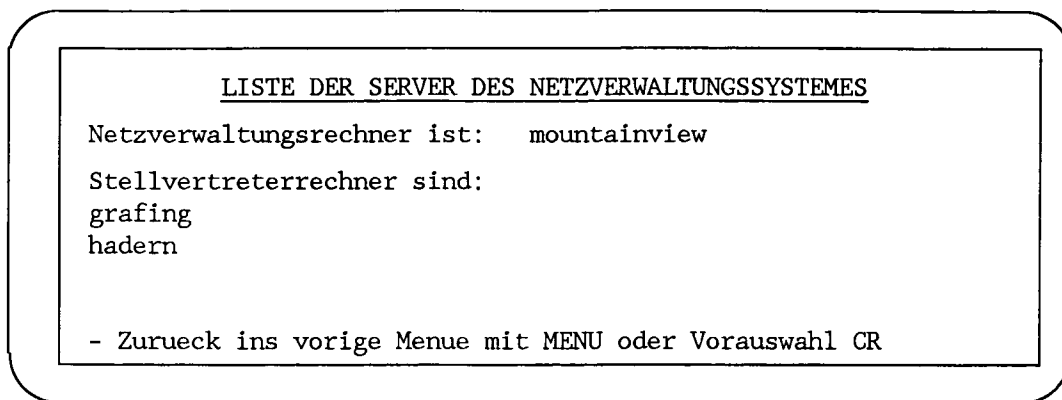 LISTE DER SERVER DES NETZVERWALTUNGSSYSTEMES
Netzverwaltungsrechner ist: mountainview
Stellvertreterrechner sind:
grafing
hadern
- Zurueck ins vorige Menue mit MENU oder Vorauswahl CR